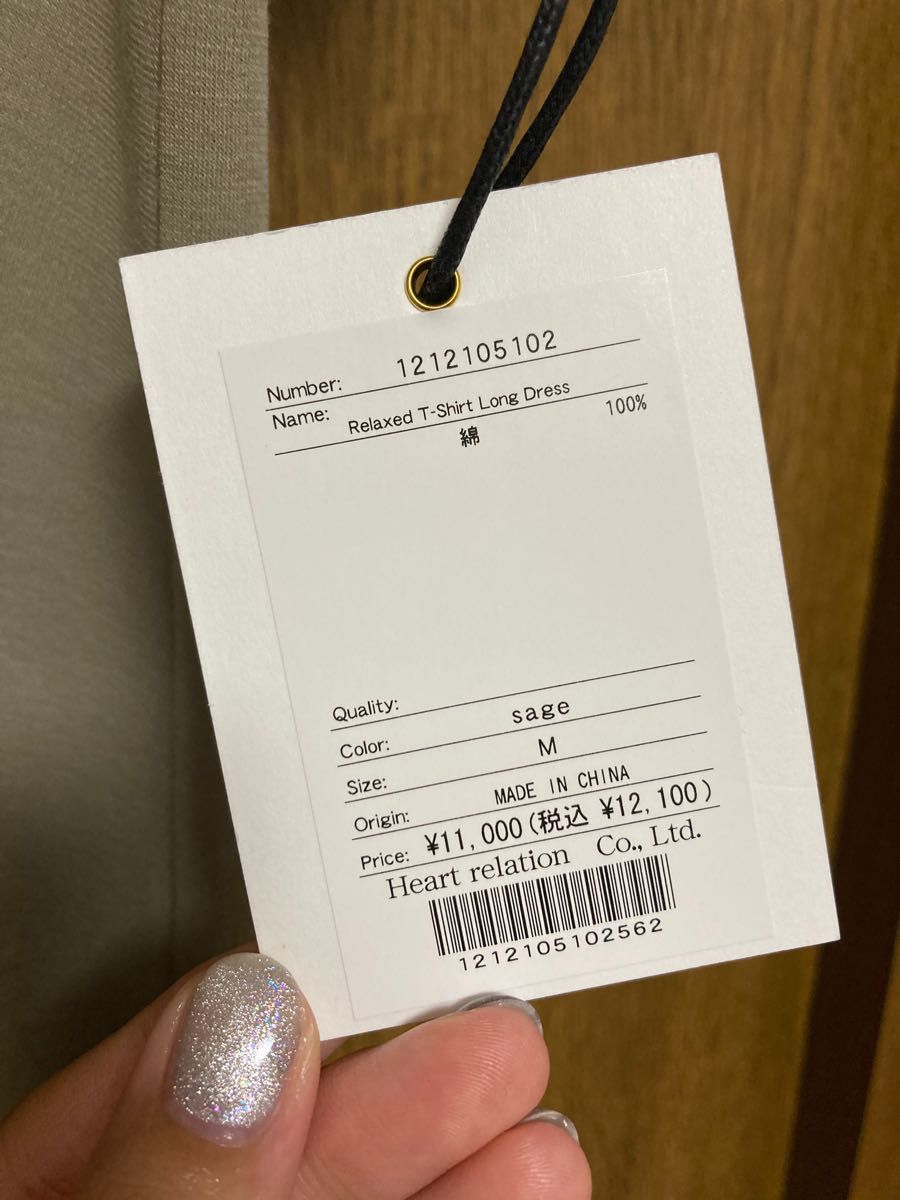 Number: 1212105102
Name: Relaxed T-Shirt Long Dress
綿 100%
Quality:
Color: sage
Size: M
Origin: MADE IN CHINA
Price: ¥11,000(税込 ¥12,100)
Heart relation Co., Ltd.
1212105102562